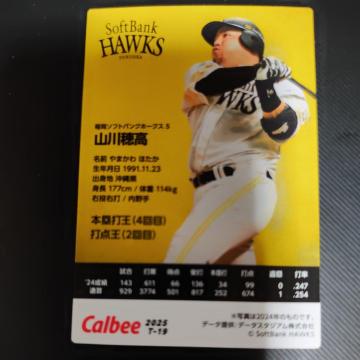 SoftBank
HAWKS
FUKUOKA
福岡ソフトバンクホークス 5
山川穂高
名前 やまかわ ほたか
生年月日 1991.11.23
出身地 沖縄県
身長 177cm / 体重 114kg
右投右打 / 内野手
本塁打王(4回目)
打点王(2回目)
試合 打数 得点 安打 本塁打 打点 盗塁 打率
'24成績 143 611 66 136 34 99 0 .247
通算 929 3774 501 817 252 674 1 .254
Calbee 2025
T-19
※写真は2024年のものです。
データ提供:データスタジアム株式会社
© SoftBank HAWKS
HAWKS